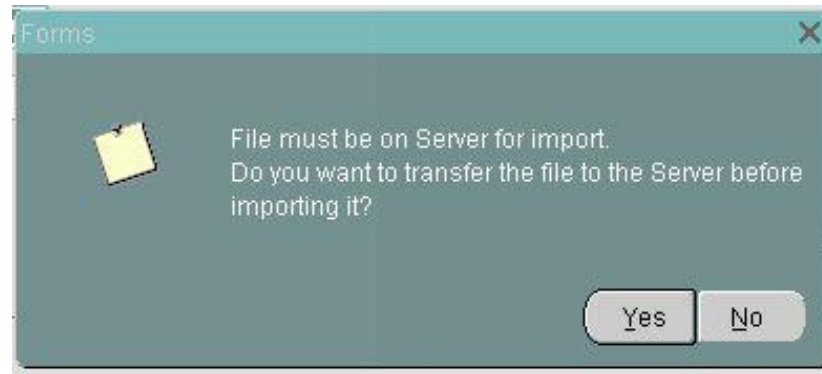 Forms
File must be on Server for import.
Do you want to transfer the file to the Server before
importing it?
Yes No